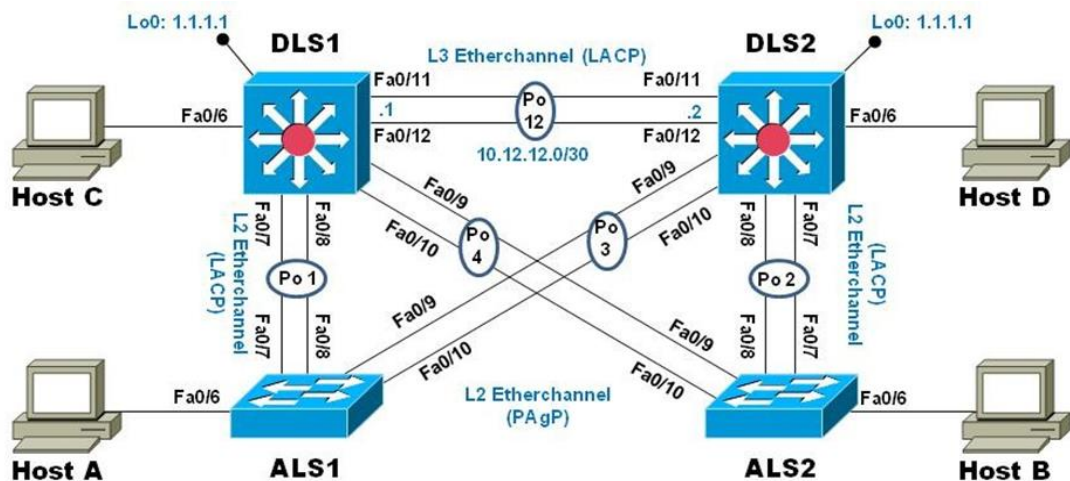 Lo0: 1.1.1.1
Lo0: 1.1.1.1
DLS1
DLS2
L3 Etherchannel (LACP)
Fa0/11
Fa0/11
Fa0/6
.1
Po
12
.2
Fa0/6
Fa0/12
Fa0/12
10.12.12.0/30
Host C
Host D
Fa0/9
Fa0/10
Po
4
Po
3
Fa0/9
Fa0/10
Fa0/7
Fa0/8
L2 Etherchannel
(LACP)
Po 1
Fa0/7
Fa0/8
Fa0/8
Fa0/7
L2 Etherchannel
(LACP)
Po 2
Fa0/8
Fa0/7
Fa0/9
Fa0/10
Fa0/9
Fa0/10
L2 Etherchannel
(PAgP)
Fa0/6
Fa0/6
Host A
ALS1
ALS2
Host B